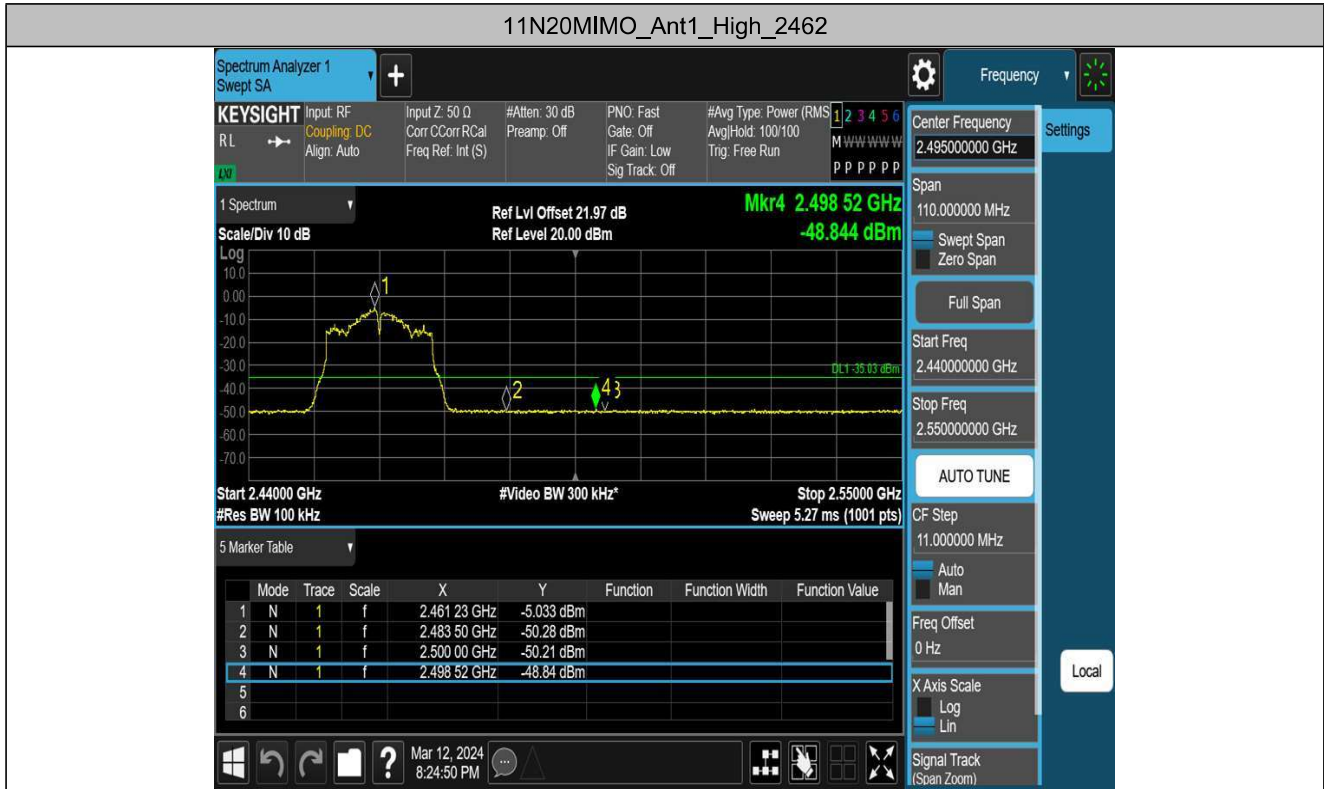 11N20MIMO_Ant1_High_2462
Spectrum Analyzer 1
Swept SA
+
Frequency
KEYSIGHT
R L
LXI
Input: RF
Coupling: DC
Align: Auto
Input Z: 50 Ω
Corr CCorr RCal
Freq Ref: Int (S)
#Atten: 30 dB
Preamp: Off
PNO: Fast
Gate: Off
IF Gain: Low
Sig Track: Off
#Avg Type: Power (RMS
Avg|Hold: 100/100
Trig: Free Run
1 2 3 4 5 6
M W W W W W
P P P P P P
1 Spectrum
Scale/Div 10 dB
Ref Lvl Offset 21.97 dB
Ref Level 20.00 dBm
Mkr4 2.498 52 GHz
-48.844 dBm
Log
10.0
0.00
-10.0
-20.0
-30.0
-40.0
-50.0
-60.0
-70.0
1
2
4
3
DL1 -35.03 dBm
Start 2.44000 GHz
#Video BW 300 kHz*
Stop 2.55000 GHz
#Res BW 100 kHz
Sweep 5.27 ms (1001 pts)
5 Marker Table
Mode Trace Scale X Y Function Function Width Function Value
1 N 1 f 2.461 23 GHz -5.033 dBm
2 N 1 f 2.483 50 GHz -50.28 dBm
3 N 1 f 2.500 00 GHz -50.21 dBm
4 N 1 f 2.498 52 GHz -48.84 dBm
5
6
?
Mar 12, 2024
8:24:50 PM
Center Frequency
2.495000000 GHz
Settings
Span
110.000000 MHz
Swept Span
Zero Span
Full Span
Start Freq
2.440000000 GHz
Stop Freq
2.550000000 GHz
AUTO TUNE
CF Step
11.000000 MHz
Auto
Man
Freq Offset
0 Hz
X Axis Scale
Log
Lin
Local
Signal Track
(Span Zoom)